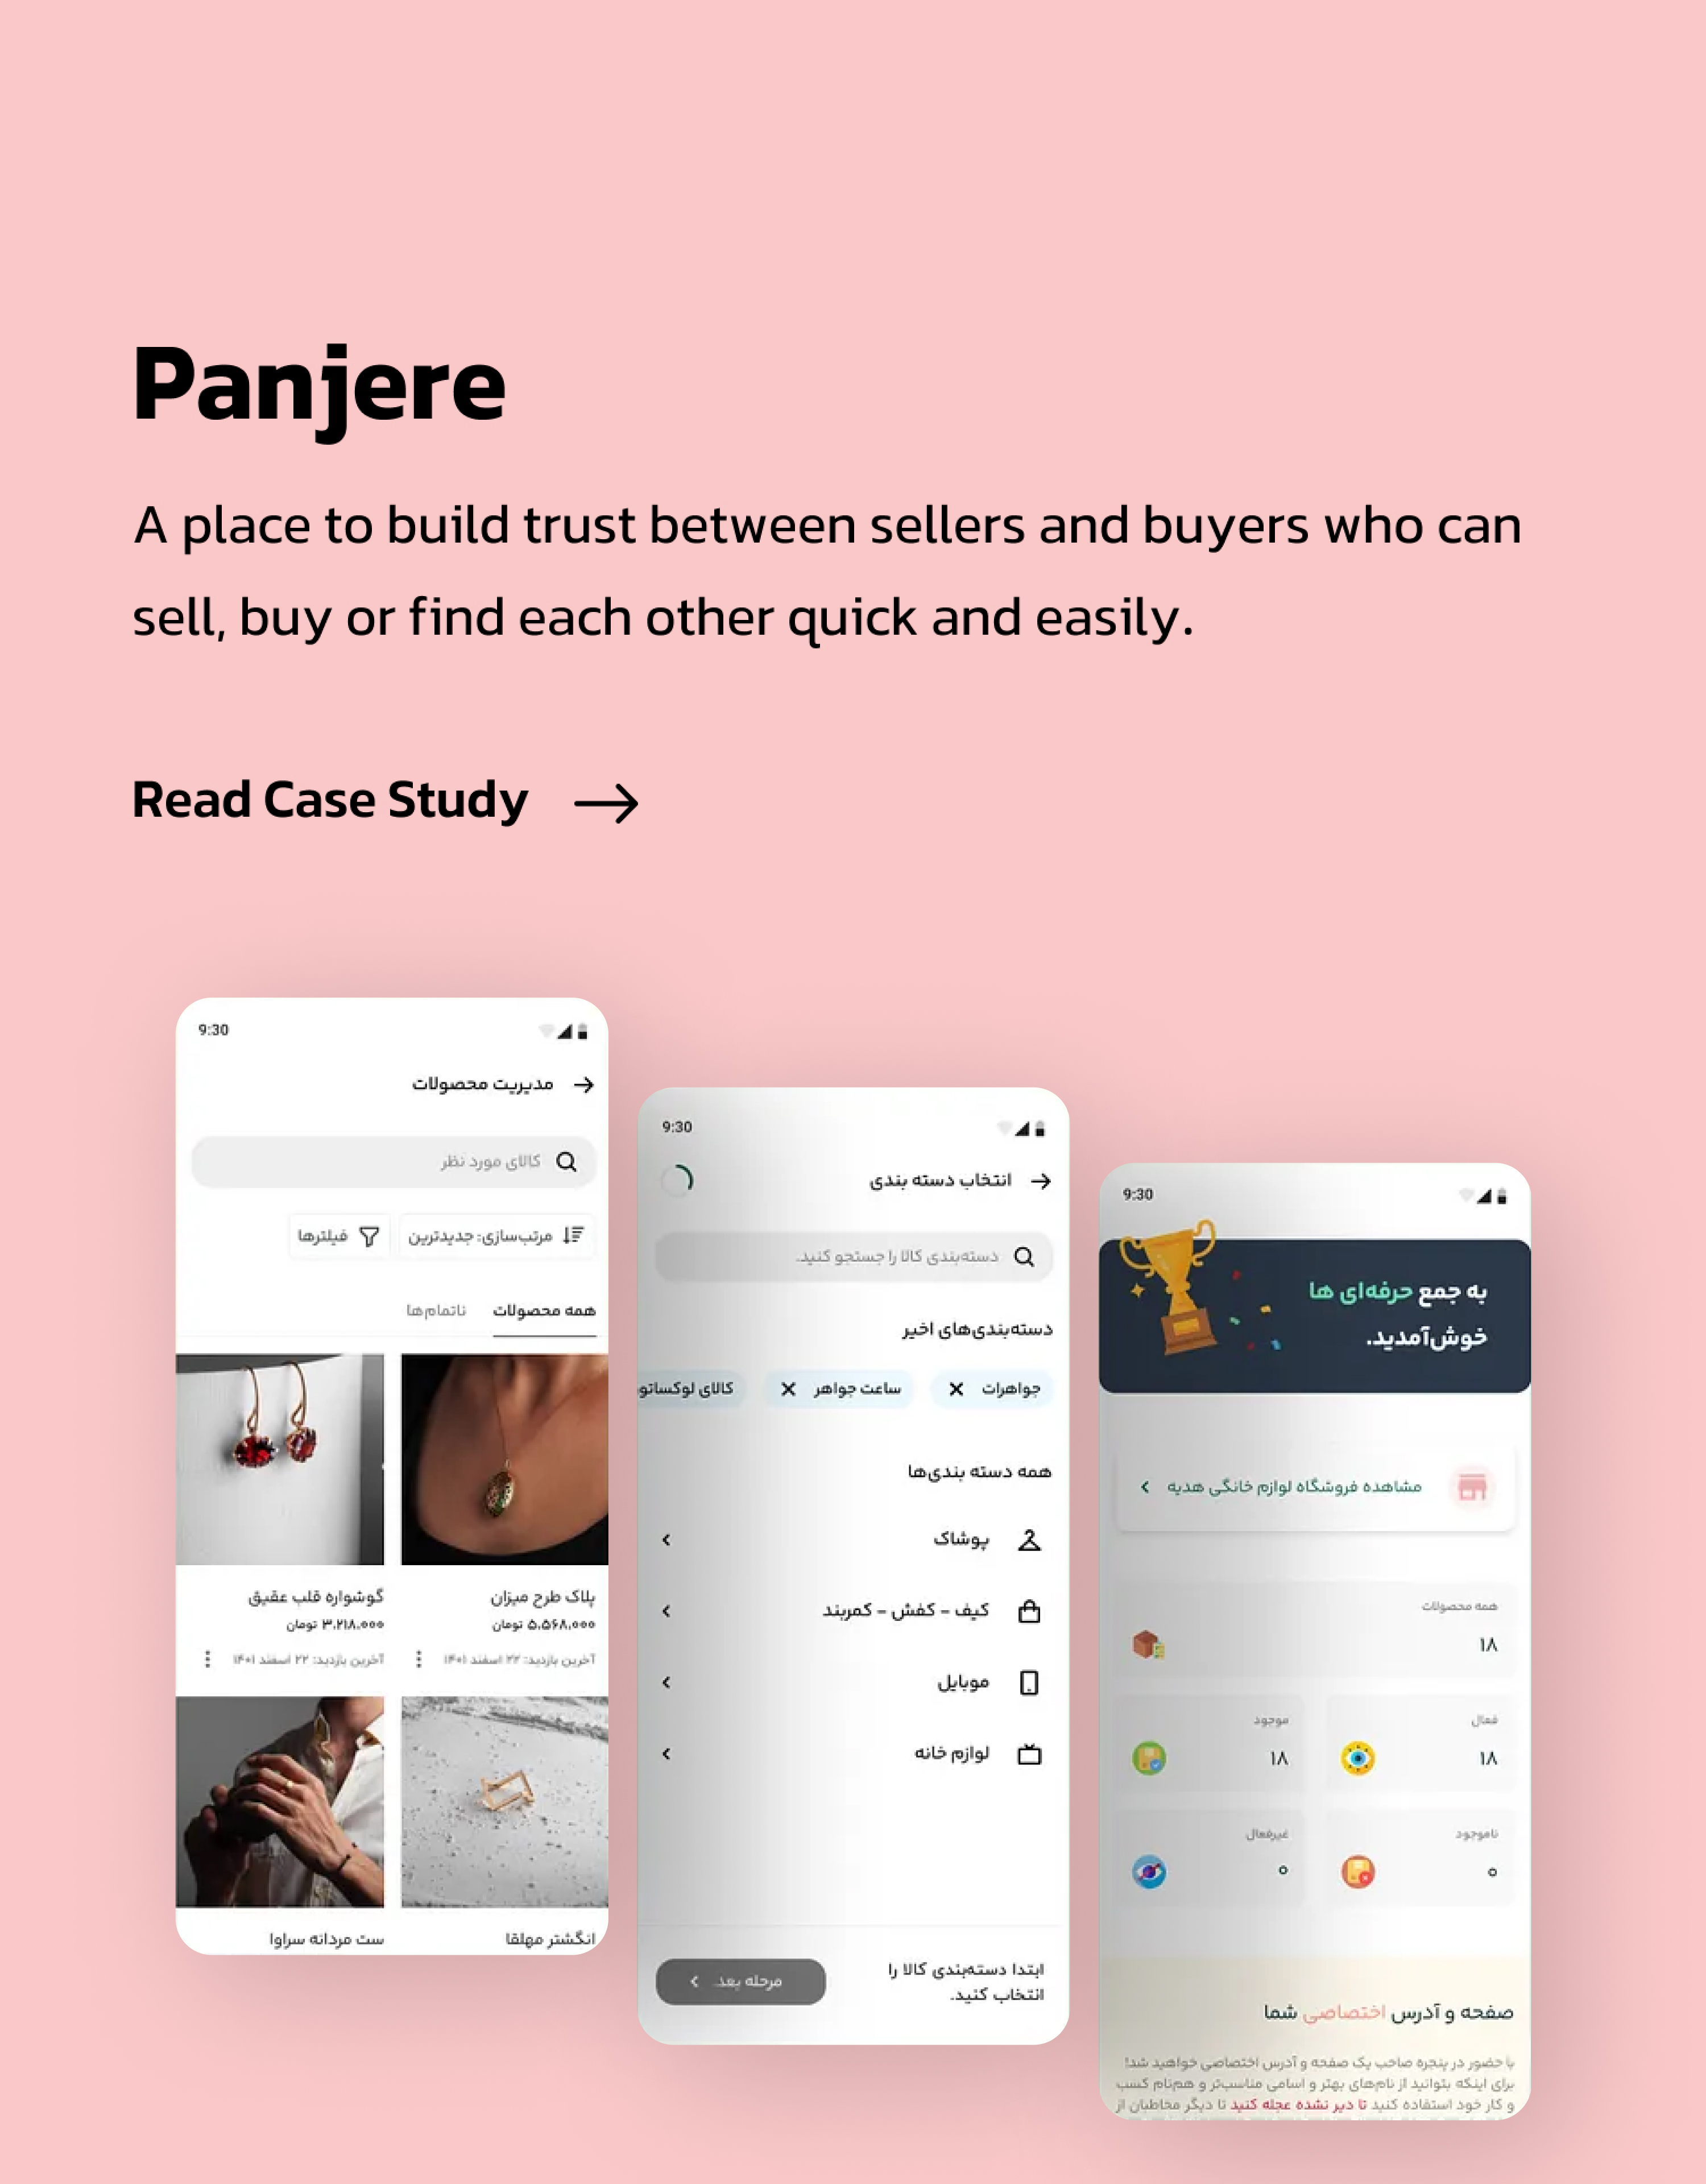 Panjere
A place to build trust between sellers and buyers who can
sell, buy or find each other quick and easily.
Read Case Study
9:30
مدیریت محصولات
کالای مورد نظر
مرتب‌سازی: جدیدترین
فیلترها
همه محصولات
ناتمام‌ها
پلاک طرح میزان
۵.۵۶۸.۰۰۰ تومان
آخرین بازدید: ۲۲ اسفند ۱۴۰۱
گوشواره قلب عقیق
۳.۲۱۸.۰۰۰ تومان
آخرین بازدید: ۲۲ اسفند ۱۴۰۱
انگشتر مهلقا
ست مردانه سراوا
9:30
انتخاب دسته بندی
دسته‌بندی کالا را جستجو کنید.
دسته‌بندی‌های اخیر
جواهرات
ساعت جواهر
کالای لوکساتو
همه دسته بندی‌ها
پوشاک
کیف - کفش - کمربند
موبایل
لوازم خانه
ابتدا دسته‌بندی کالا را
انتخاب کنید.
مرحله بعد
9:30
به جمع حرفه‌ای ها
خوش‌آمدید.
مشاهده فروشگاه لوازم خانگی هدیه
همه محصولات
۱۸
فعال
۱۸
موجود
۱۸
ناموجود
۰
غیرفعال
۰
صفحه و آدرس اختصاصی شما
با حضور در پنجره صاحب یک صفحه و آدرس اختصاصی خواهید شد!
برای اینکه بتوانید از نام‌های بهتر و اسامی مناسب‌تر و هم‌نام کسب
و کار خود استفاده کنید تا دیر نشده عجله کنید تا دیگر مخاطبان از